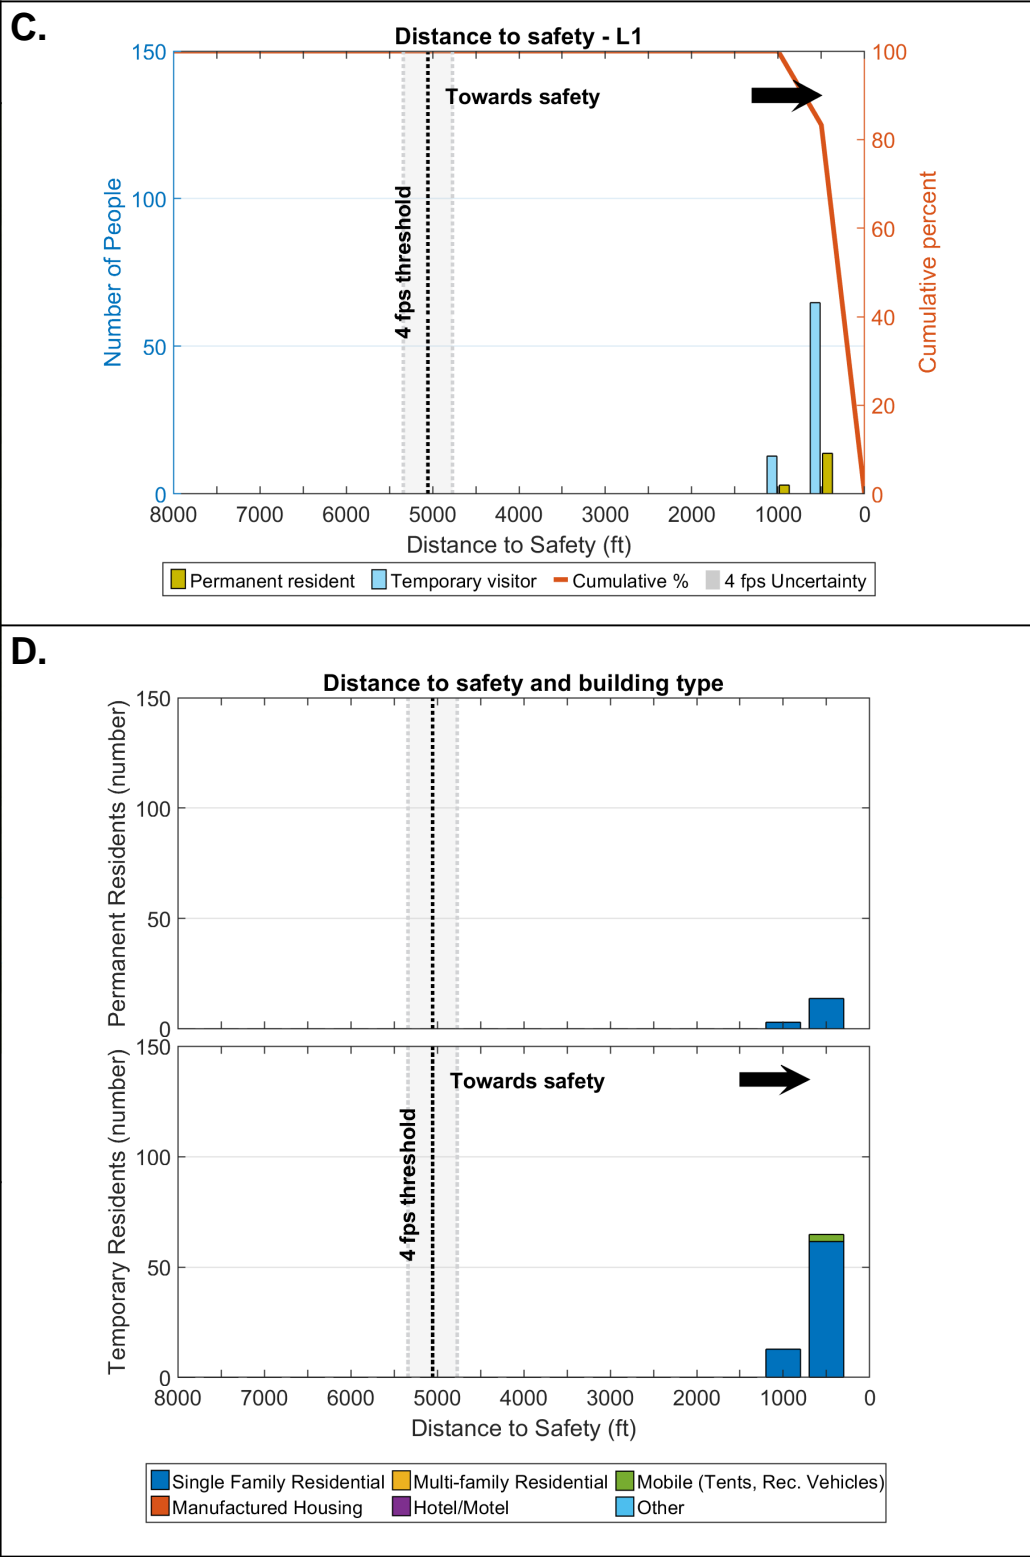 C.
Distance to safety - L1
150
100
50
0
Number of People
100
80
60
40
20
0
Cumulative percent
Towards safety
4 fps threshold
8000 7000 6000 5000 4000 3000 2000 1000 0
Distance to Safety (ft)
Permanent resident Temporary visitor Cumulative % 4 fps Uncertainty
D.
Distance to safety and building type
150
100
50
0
Permanent Residents (number)
150
100
50
0
Temporary Residents (number)
Towards safety
4 fps threshold
8000 7000 6000 5000 4000 3000 2000 1000 0
Distance to Safety (ft)
Single Family Residential Multi-family Residential Mobile (Tents, Rec. Vehicles)
Manufactured Housing Hotel/Motel Other